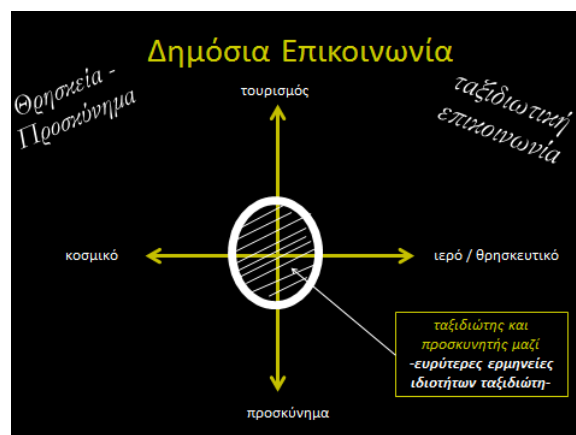 Δημόσια Επικοινωνία
Θρησκεία -
Προσκύνημα
ταξιδιωτική
επικοινωνία
τουρισμός
κοσμικό
ιερό / θρησκευτικό
ταξιδιώτης και
προσκυνητής μαζί
-ευρύτερες ερμηνείες
ιδιοτήτων ταξιδιώτη-
προσκύνημα